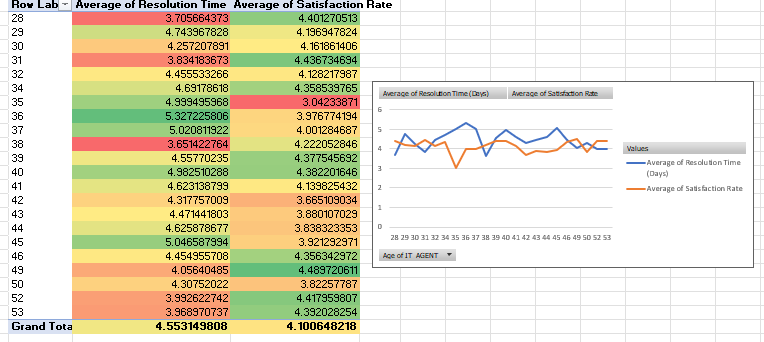 Row Lab Average of Resolution Time Average of Satisfaction Rate
28 3.705664373 4.401270513
29 4.743967828 4.196947824
30 4.257207891 4.161861406
31 3.834183673 4.436734694
32 4.455533266 4.128217987
34 4.69178618 4.358539765
35 4.999495968 3.04233871
36 5.327225806 3.976774194
37 5.020811922 4.001284687
38 3.651422764 4.222052846
39 4.55770235 4.377545692
40 4.982510288 4.382201646
41 4.623138799 4.139825432
42 4.317757009 3.665109034
43 4.471441803 3.880107029
44 4.625878677 3.838323353
45 5.046587994 3.921292971
46 4.454955708 4.356342972
49 4.05640485 4.489720611
50 4.30752022 3.82257787
52 3.992622742 4.417959807
53 3.968970737 4.392028254
Grand Tota 4.553149808 4.100648218
Average of Resolution Time (Days) Average of Satisfaction Rate
6
5
4
3
2
1
0
28 29 30 31 32 34 35 36 37 38 39 40 41 42 43 44 45 46 49 50 52 53
Age of IT AGENT
Values
Average of Resolution Time
(Days)
Average of Satisfaction Rate